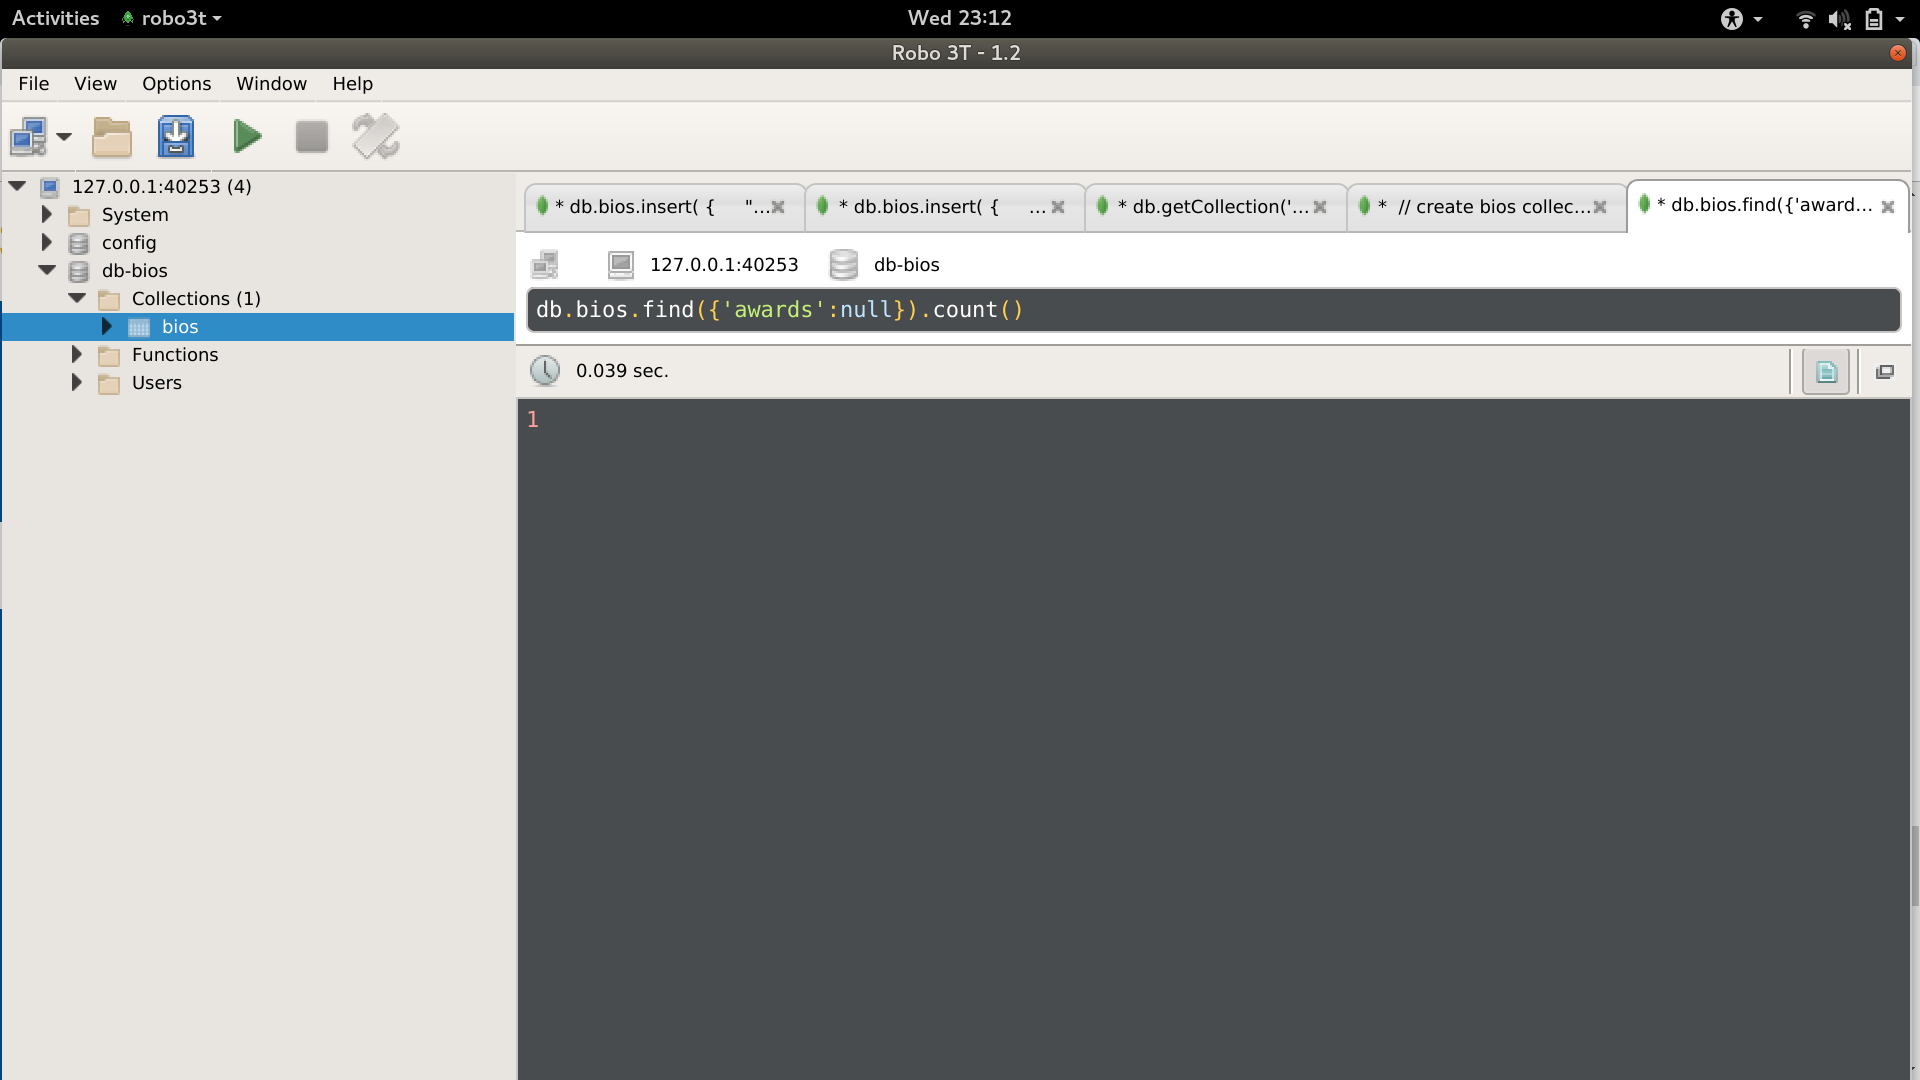 Activities robo3t Wed 23:12
Robo 3T - 1.2
File View Options Window Help
127.0.0.1:40253 (4)
System
config
db-bios
Collections (1)
bios
Functions
Users
* db.bios.insert( { "... * db.bios.insert( { ... * db.getCollection('... * // create bios collec... * db.bios.find({'award...
127.0.0.1:40253 db-bios
db.bios.find({'awards':null}).count()
0.039 sec.
1